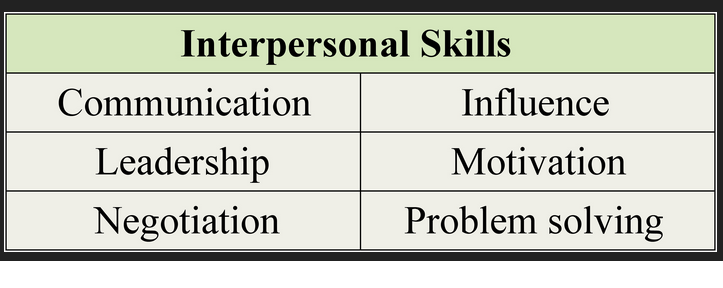 Interpersonal Skills
Communication Influence
Leadership Motivation
Negotiation Problem solving